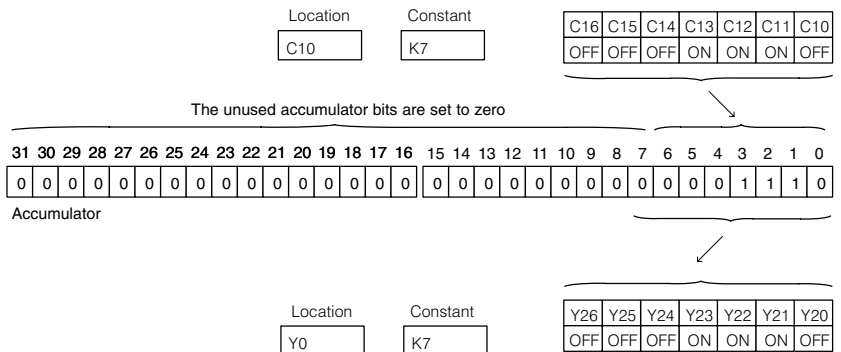 Location Constant
C10 K7
C16 C15 C14 C13 C12 C11 C10
OFF OFF OFF ON ON ON OFF
The unused accumulator bits are set to zero
31 30 29 28 27 26 25 24 23 22 21 20 19 18 17 16 15 14 13 12 11 10 9 8 7 6 5 4 3 2 1 0
0 0 0 0 0 0 0 0 0 0 0 0 0 0 0 0 0 0 0 0 0 0 0 0 0 0 0 0 1 1 1 0
Accumulator
Location Constant
Y0 K7
Y26 Y25 Y24 Y23 Y22 Y21 Y20
OFF OFF OFF ON ON ON OFF